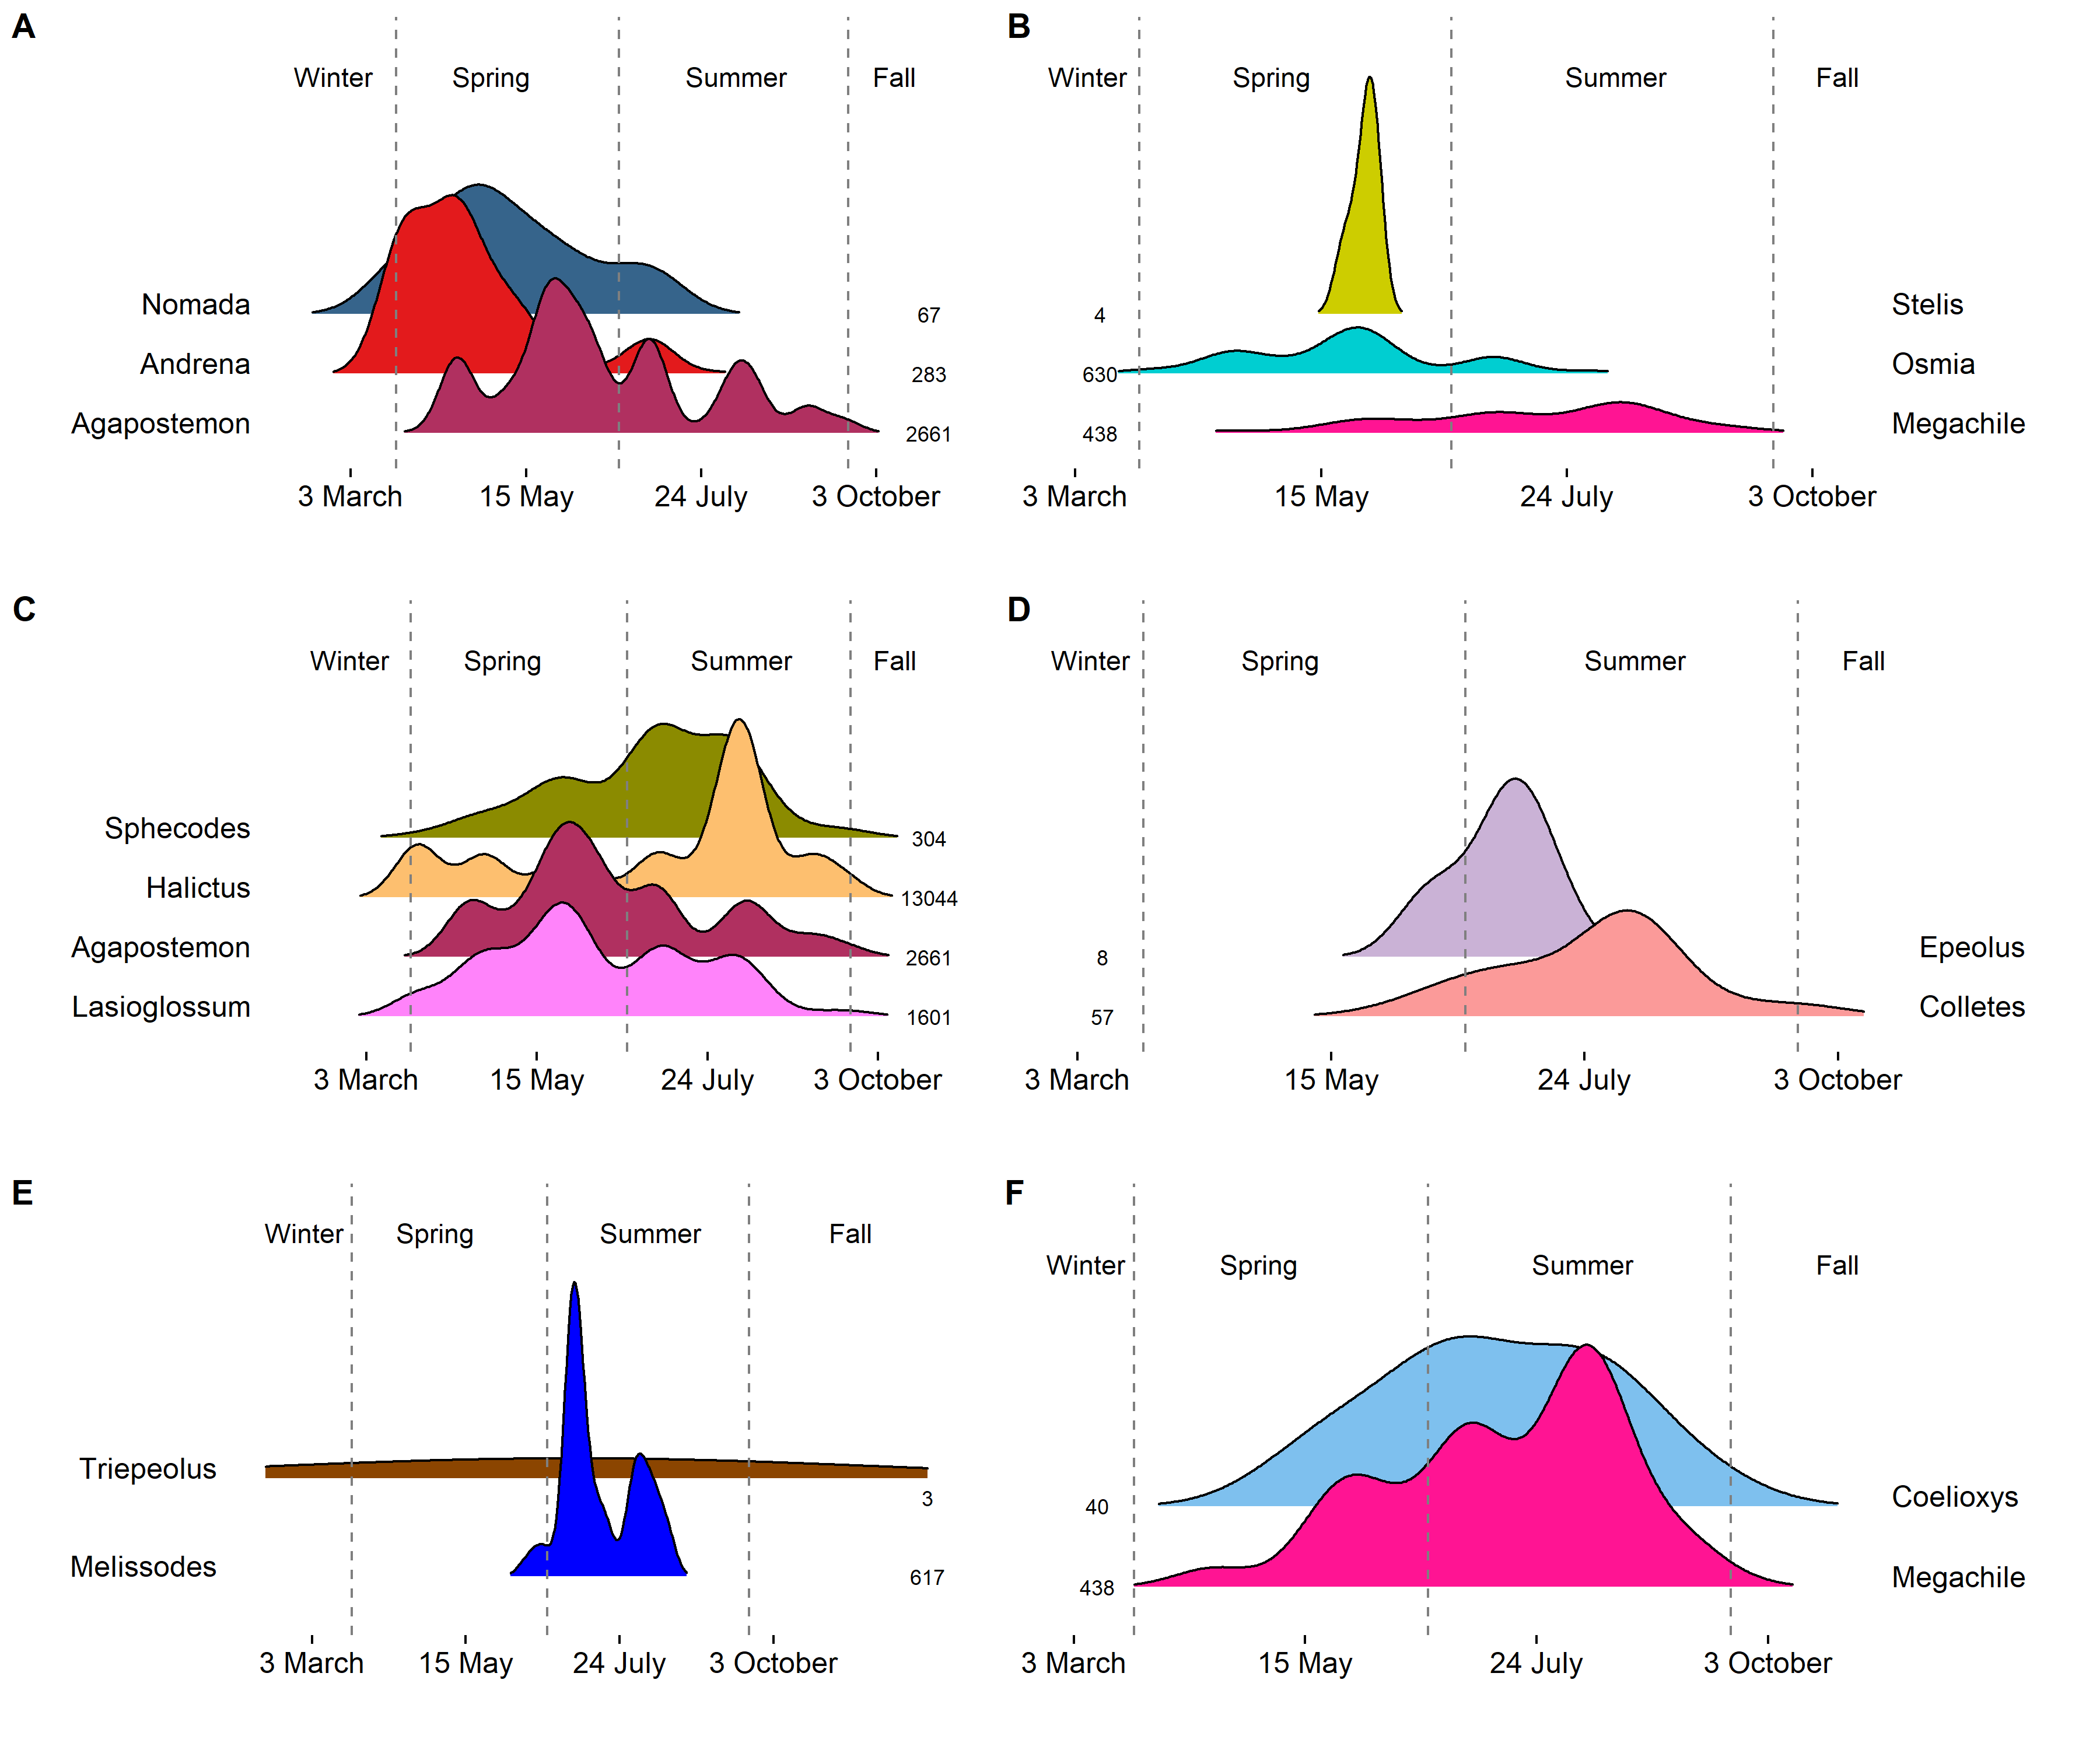 A
Winter Spring Summer Fall
Nomada 67
Andrena 283
Agapostemon 2661
3 March 15 May 24 July 3 October
B
Winter Spring Summer Fall
4 Stelis
630 Osmia
438 Megachile
3 March 15 May 24 July 3 October
C
Winter Spring Summer Fall
Sphecodes 304
Halictus 13044
Agapostemon 2661
Lasioglossum 1601
3 March 15 May 24 July 3 October
D
Winter Spring Summer Fall
8 Epeolus
57 Colletes
3 March 15 May 24 July 3 October
E
Winter Spring Summer Fall
Triepeolus 3
Melissodes 617
3 March 15 May 24 July 3 October
F
Winter Spring Summer Fall
40 Coelioxys
438 Megachile
3 March 15 May 24 July 3 October